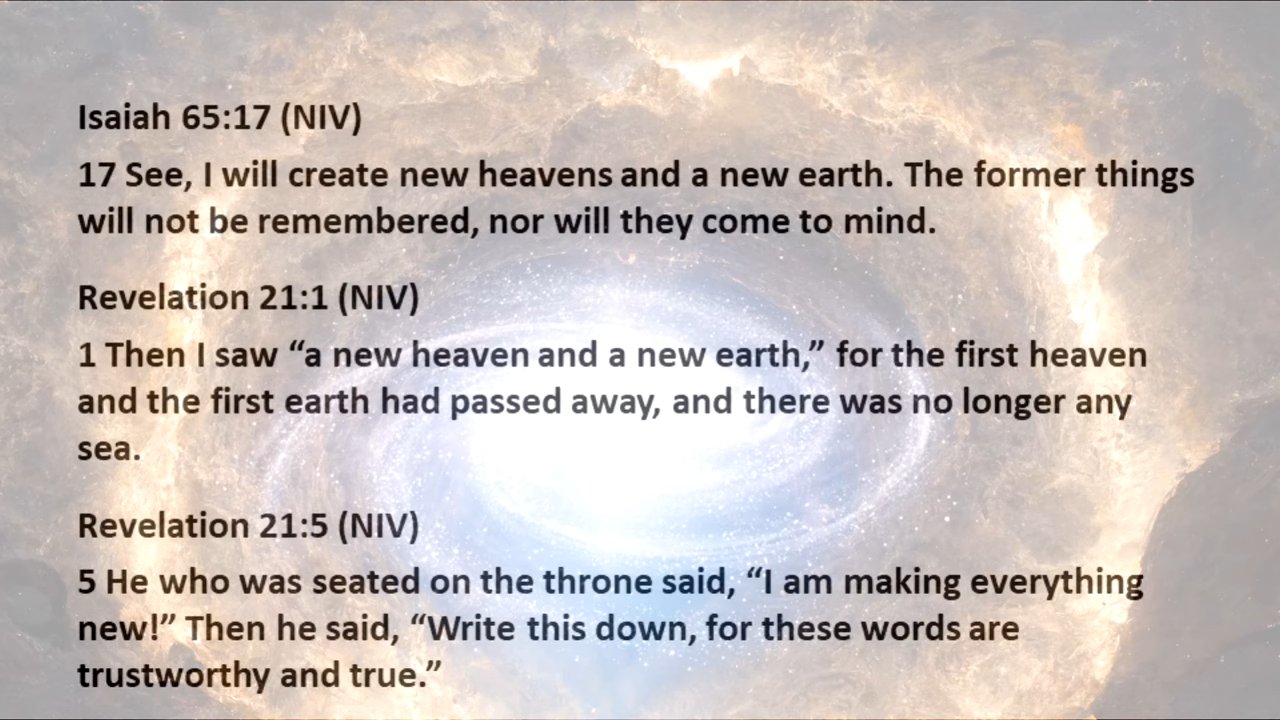 Isaiah 65:17 (NIV)
17 See, I will create new heavens and a new earth. The former things
will not be remembered, nor will they come to mind.
Revelation 21:1 (NIV)
1 Then I saw “a new heaven and a new earth,” for the first heaven
and the first earth had passed away, and there was no longer any
sea.
Revelation 21:5 (NIV)
5 He who was seated on the throne said, “I am making everything
new!” Then he said, “Write this down, for these words are
trustworthy and true.”